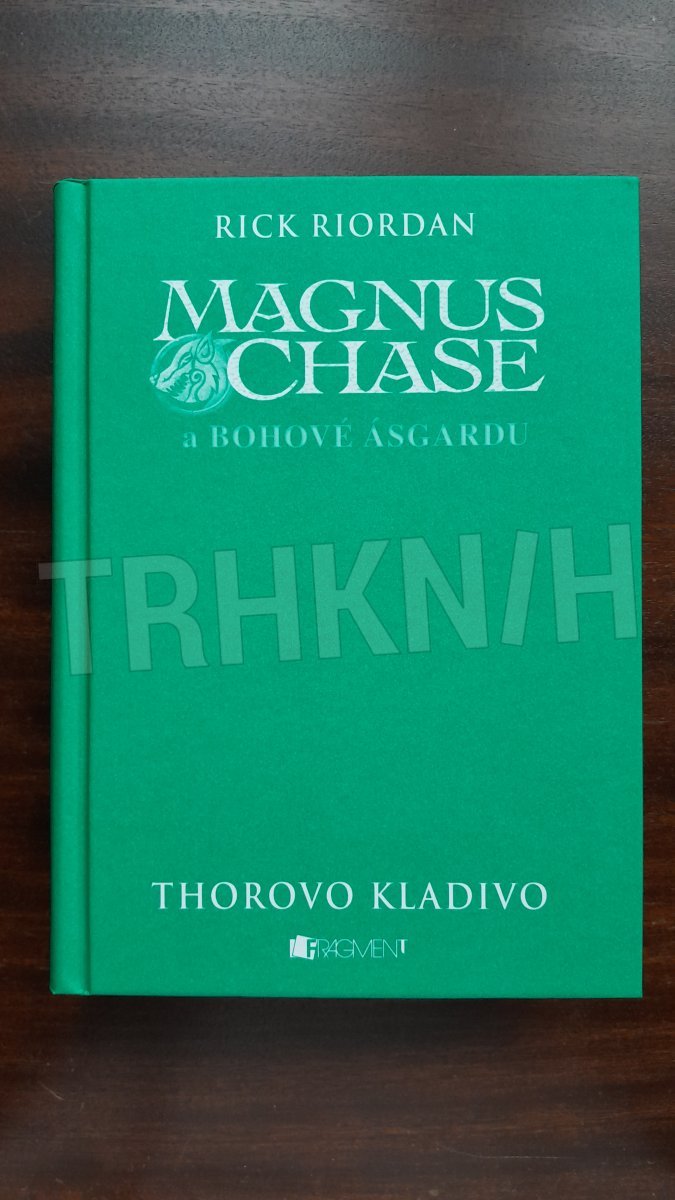 RICK RIORDAN
MAGNUS
CHASE
a BOHOVÉ ÁSGARDU
TRHKNIH
THOROVO KLADIVO
FRAGMENT